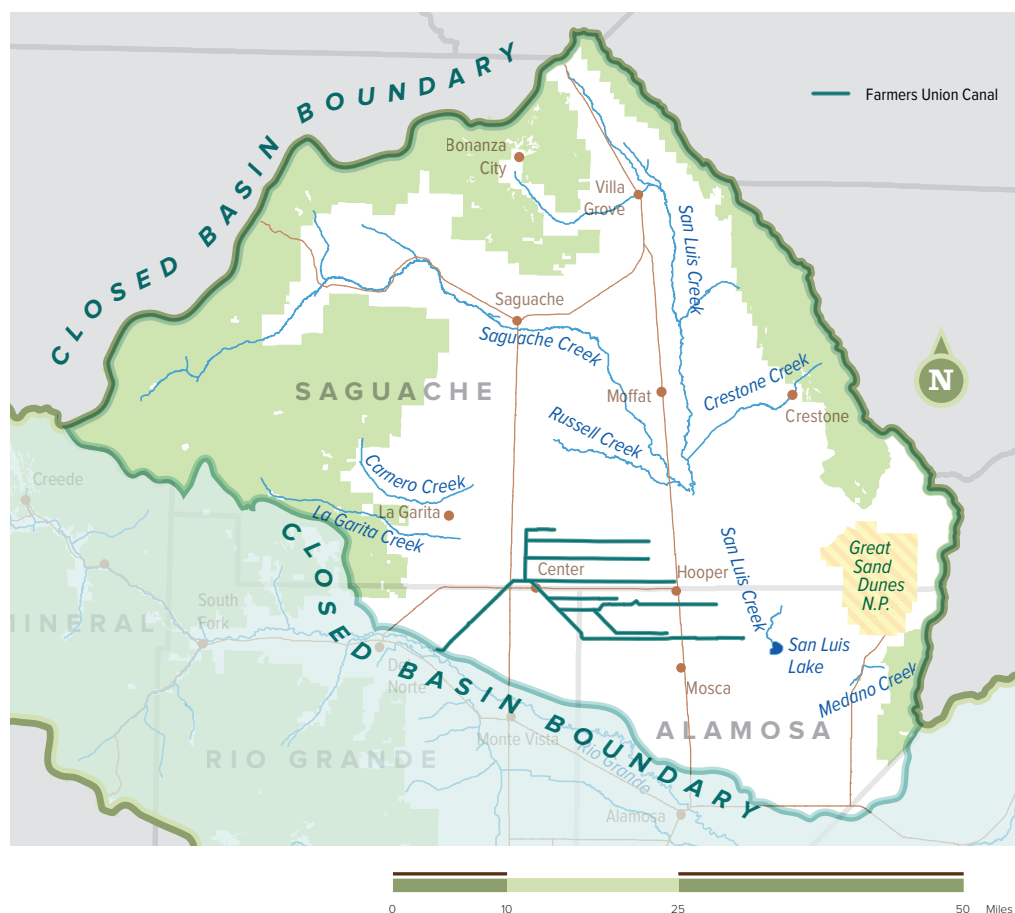 CLOSED BASIN BOUNDARY
Farmers Union Canal
Bonanza
City
Villa
Grove
San Luis Creek
Saguache
Saguache Creek
N
SAGUACHE
Moffat
Crestone Creek
Crestone
Russell Creek
Carnero Creek
Creede
La Garita
La Garita Creek
CLOSED BASIN BOUNDARY
San Luis Creek
Great
Sand
Dunes
N.P.
Center
Hooper
South
Fork
MINERAL
San Luis
Lake
Del
Norte
Mosca
Medano Creek
ALAMOSA
Monte Vista
Rio Grande
RIO GRANDE
Alamosa
0 10 25 50 Miles